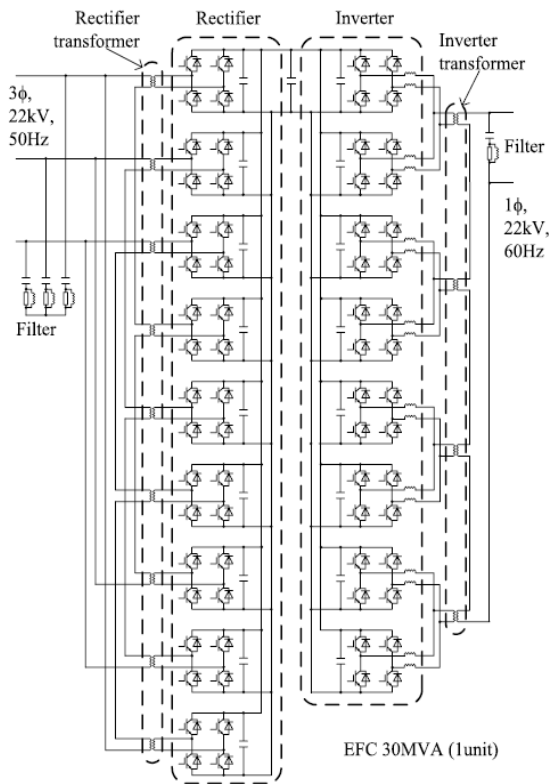 Rectifier
transformer
Rectifier
Inverter
Inverter
transformer
3ϕ,
22kV,
50Hz
Filter
1ϕ,
22kV,
60Hz
Filter
EFC 30MVA (1unit)